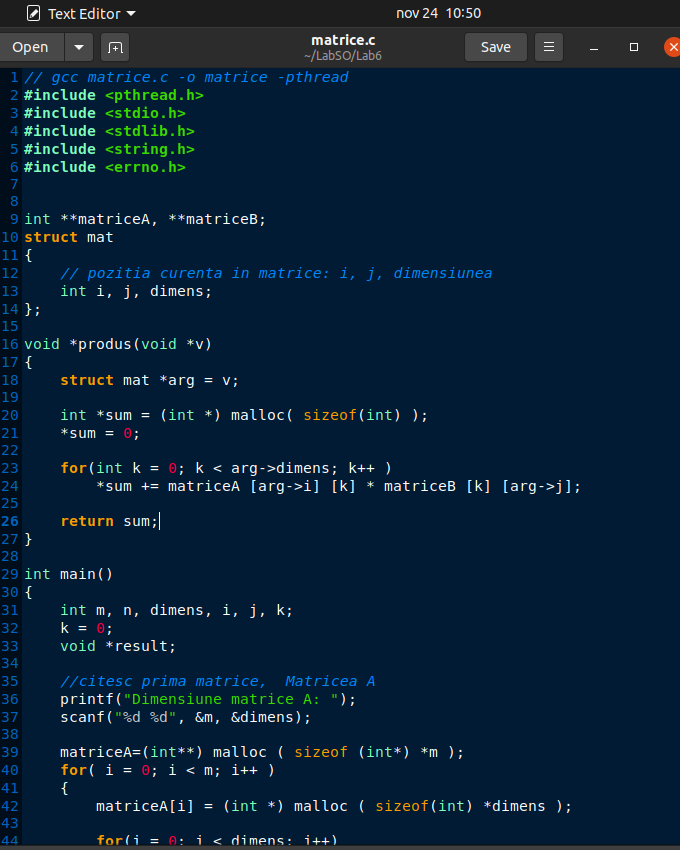 Text Editor
nov 24 10:50
Open
matrice.c
~/LabSO/Lab6
Save
1 // gcc matrice.c -o matrice -pthread
2 #include <pthread.h>
3 #include <stdio.h>
4 #include <stdlib.h>
5 #include <string.h>
6 #include <errno.h>
7
8
9 int **matriceA, **matriceB;
10 struct mat
11 {
12 // pozitia curenta in matrice: i, j, dimensiunea
13 int i, j, dimens;
14 };
15
16 void *produs(void *v)
17 {
18 struct mat *arg = v;
19
20 int *sum = (int *) malloc( sizeof(int) );
21 *sum = 0;
22
23 for(int k = 0; k < arg->dimens; k++ )
24 *sum += matriceA [arg->i] [k] * matriceB [k] [arg->j];
25
26 return sum;
27 }
28
29 int main()
30 {
31 int m, n, dimens, i, j, k;
32 k = 0;
33 void *result;
34
35 //citesc prima matrice, Matricea A
36 printf("Dimensiune matrice A: ");
37 scanf("%d %d", &m, &dimens);
38
39 matriceA=(int**) malloc ( sizeof (int*) *m );
40 for( i = 0; i < m; i++ )
41 {
42 matriceA[i] = (int *) malloc ( sizeof(int) *dimens );
43
44 for(j = 0; j < dimens; j++)